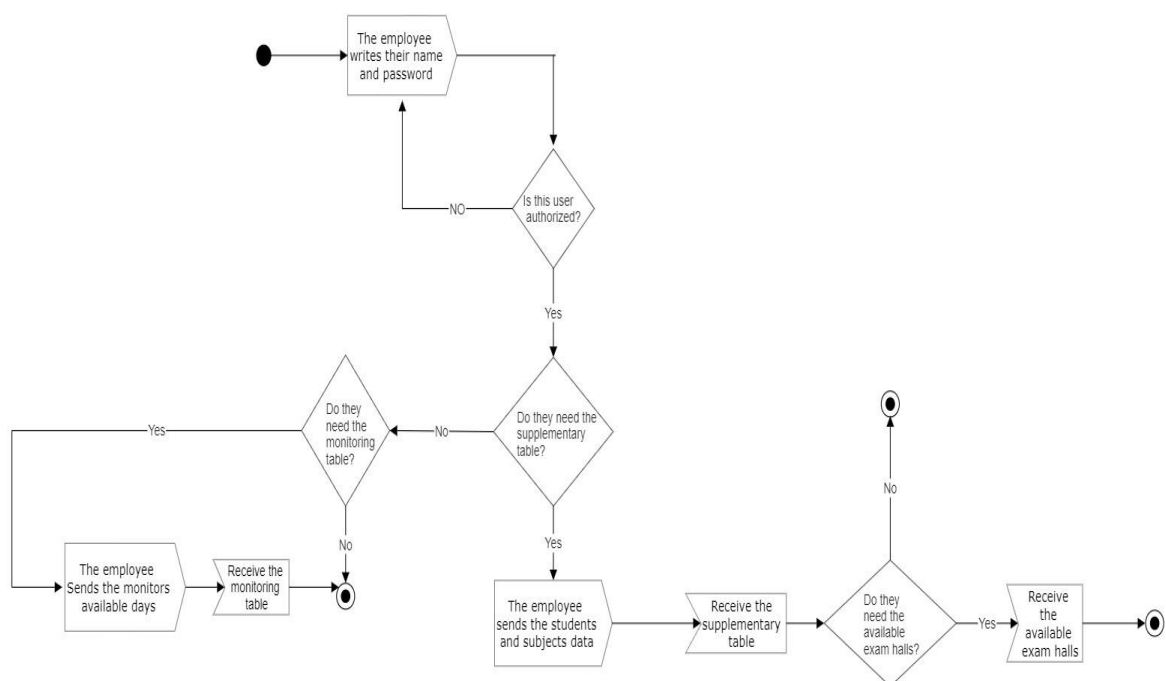 The employee
writes their name
and password
Is this user
authorized?
NO
Yes
Do they need the
supplementary
table?
No
Do they
need the
monitoring
table?
Yes
No
The employee
Sends the monitors
available days
Receive the
monitoring
table
Yes
The employee
sends the students
and subjects data
Receive the
supplementary
table
Do they
need the
available
exam halls?
No
Yes
Receive
the
available
exam halls